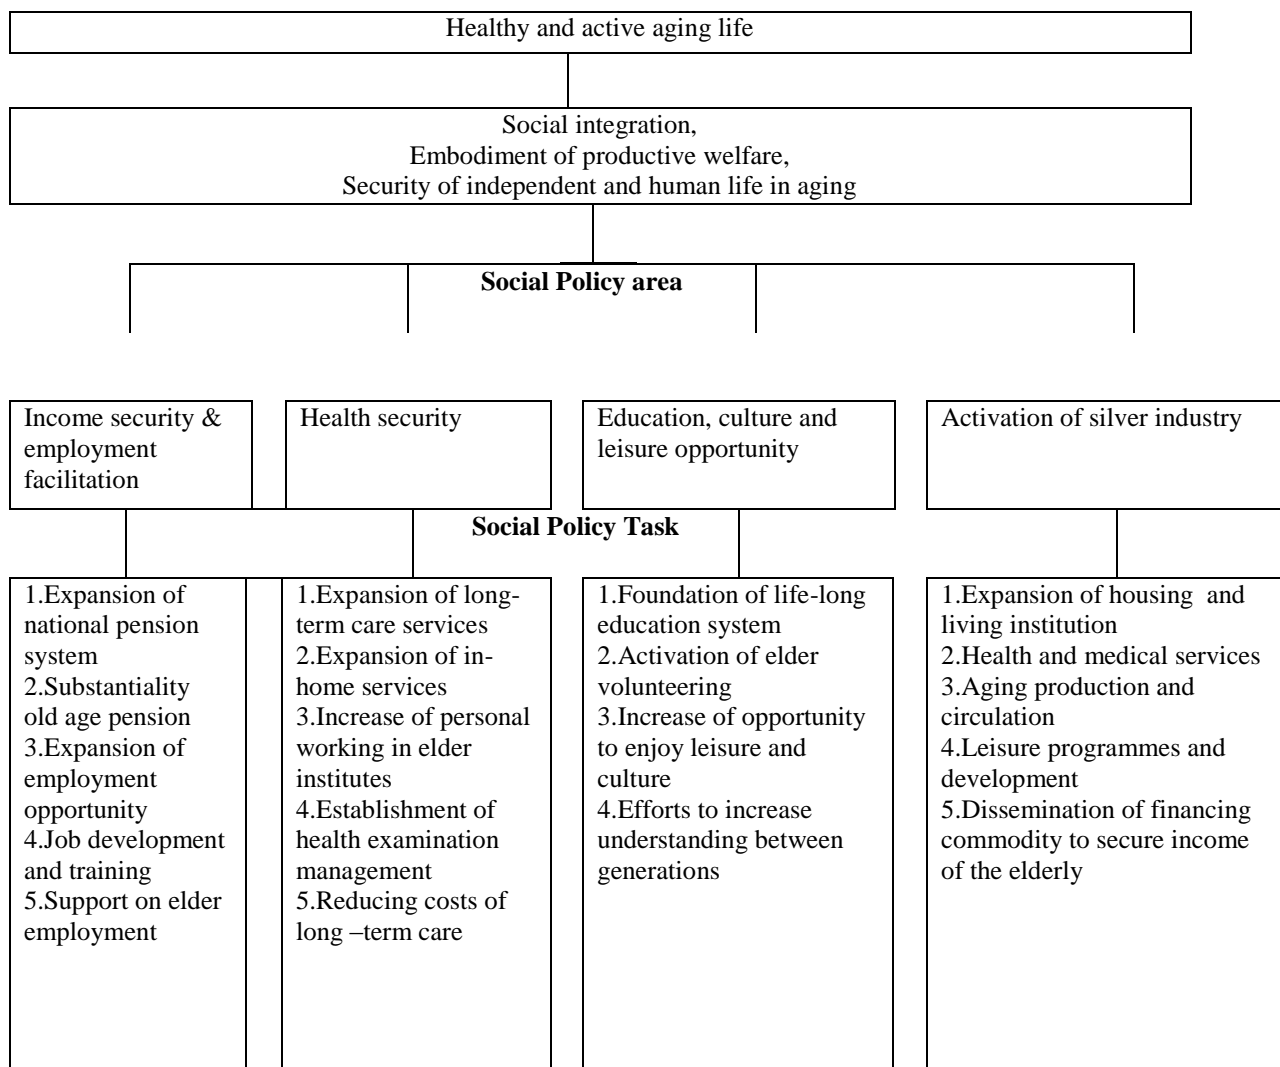 Healthy and active aging life
Social integration,
Embodiment of productive welfare,
Security of independent and human life in aging
Social Policy area
Income security &
employment
facilitation
Health security
Education, culture and
leisure opportunity
Activation of silver industry
Social Policy Task
1.Expansion of
national pension
system
2.Substantiality
old age pension
3.Expansion of
employment
opportunity
4.Job development
and training
5.Support on elder
employment
1.Expansion of long-
term care services
2.Expansion of in-
home services
3.Increase of personal
working in elder
institutes
4.Establishment of
health examination
management
5.Reducing costs of
long –term care
1.Foundation of life-long
education system
2.Activation of elder
volunteering
3.Increase of opportunity
to enjoy leisure and
culture
4.Efforts to increase
understanding between
generations
1.Expansion of housing  and
living institution
2.Health and medical services
3.Aging production and
circulation
4.Leisure programmes and
development
5.Dissemination of financing
commodity to secure income
of the elderly